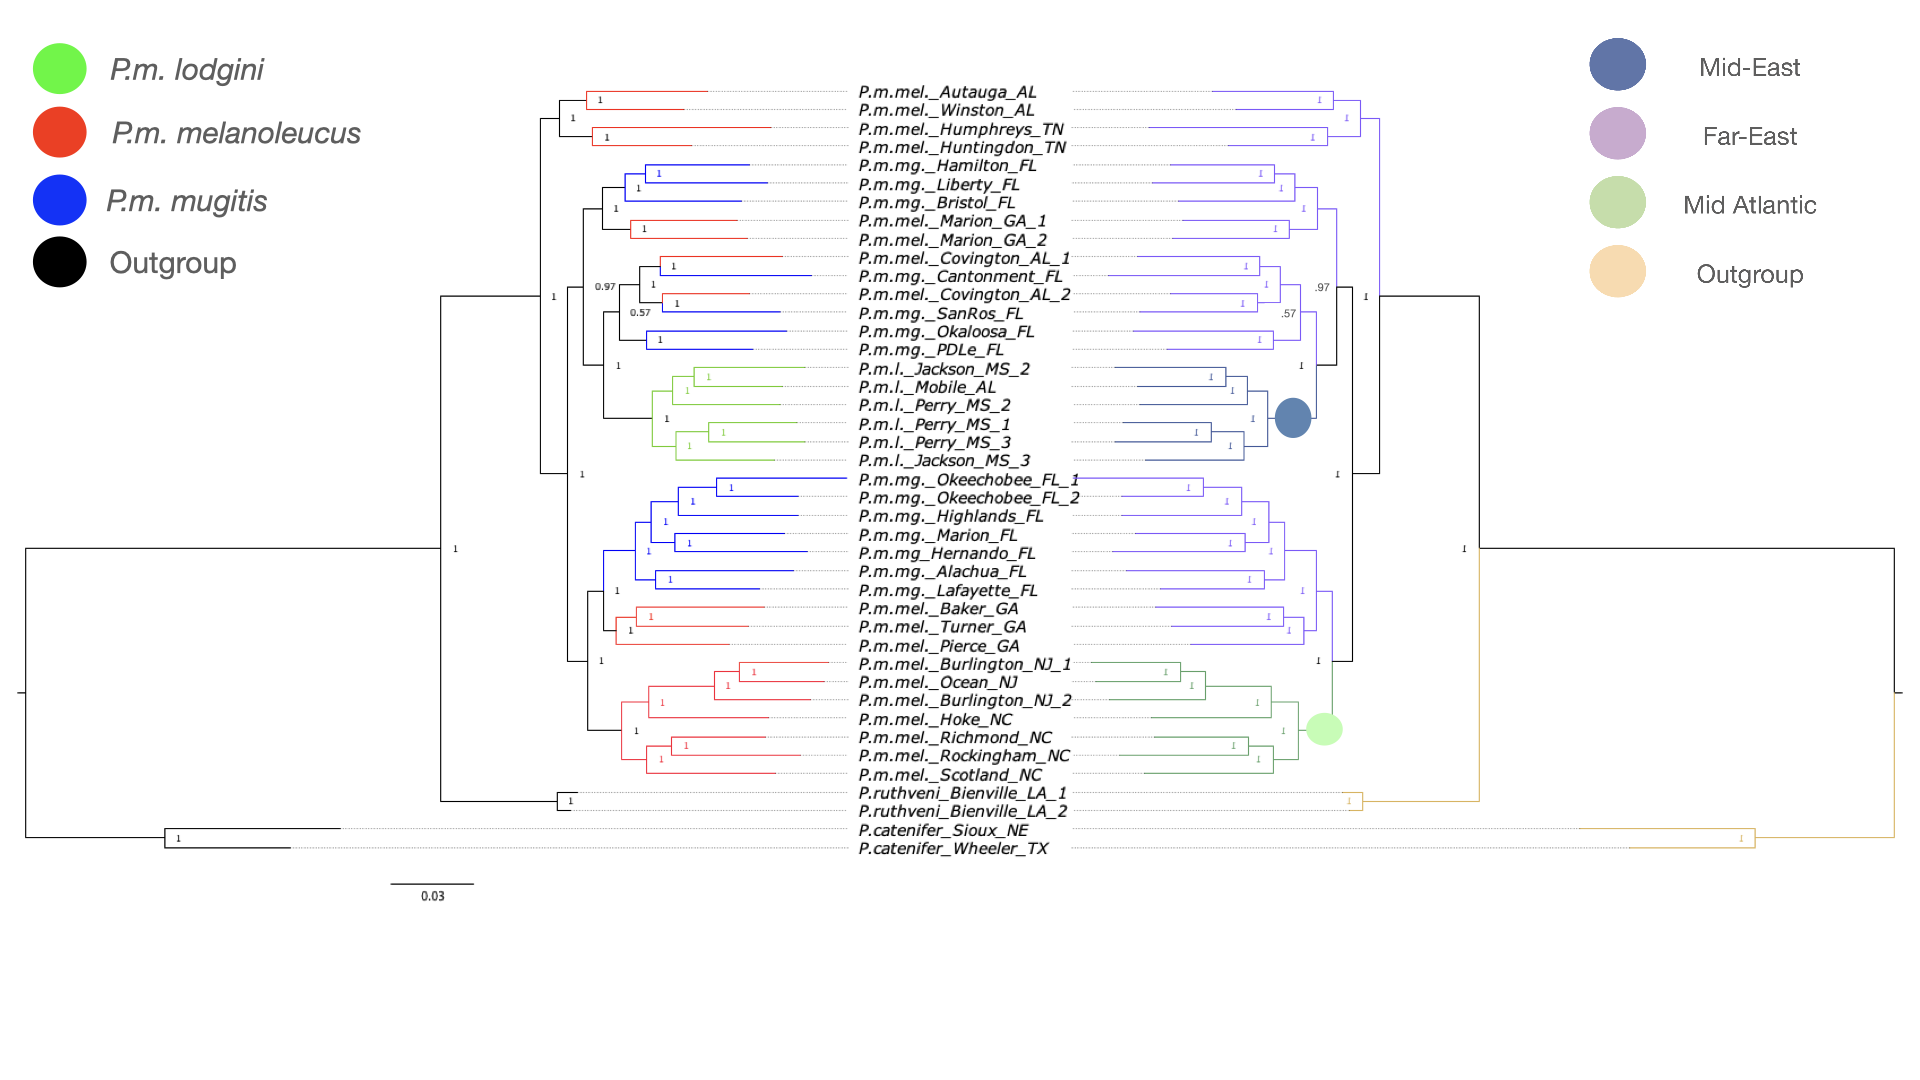 P.m. lodgini
P.m. melanoleucus
P.m. mugitis
Outgroup
Mid-East
Far-East
Mid Atlantic
Outgroup
P.m.mel._Autauga_AL
P.m.mel._Winston_AL
P.m.mel._Humphreys_TN
P.m.mel._Huntingdon_TN
P.m.mg._Hamilton_FL
P.m.mg._Liberty_FL
P.m.mg._Bristol_FL
P.m.mel._Marion_GA_1
P.m.mel._Marion_GA_2
P.m.mel._Covington_AL_1
P.m.mg._Cantonment_FL
P.m.mel._Covington_AL_2
P.m.mg._SanRos_FL
P.m.mg._Okaloosa_FL
P.m.mg._PDLe_FL
P.m.l._Jackson_MS_2
P.m.l._Mobile_AL
P.m.l._Perry_MS_2
P.m.l._Perry_MS_1
P.m.l._Perry_MS_3
P.m.l._Jackson_MS_3
P.m.mg._Okeechobee_FL_1
P.m.mg._Okeechobee_FL_2
P.m.mg._Highlands_FL
P.m.mg._Marion_FL
P.m.mg_Hernando_FL
P.m.mg._Alachua_FL
P.m.mg._Lafayette_FL
P.m.mel._Baker_GA
P.m.mel._Turner_GA
P.m.mel._Pierce_GA
P.m.mel._Burlington_NJ_1
P.m.mel._Ocean_NJ
P.m.mel._Burlington_NJ_2
P.m.mel._Hoke_NC
P.m.mel._Richmond_NC
P.m.mel._Rockingham_NC
P.m.mel._Scotland_NC
P.ruthveni_Bienville_LA_1
P.ruthveni_Bienville_LA_2
P.catenifer_Sioux_NE
P.catenifer_Wheeler_TX
0.97
0.57
.97
.57
0.03